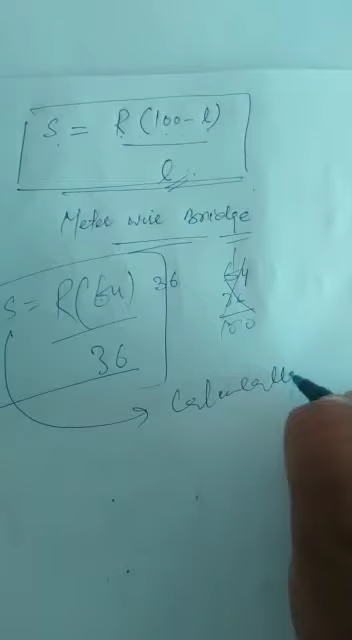 S = R(100-l)
l
Meter wire Bridge
S = R(64) 36
36
64
36
100